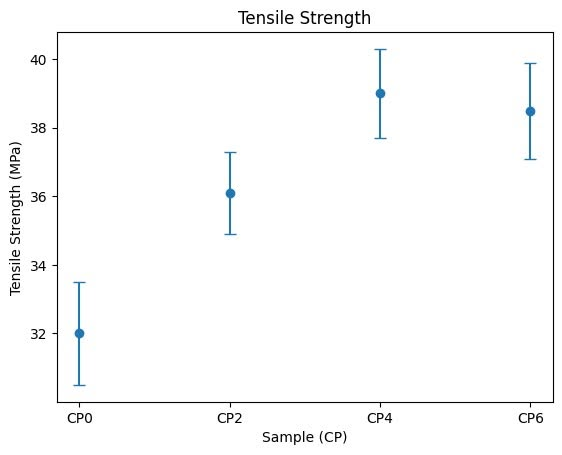 Tensile Strength
Tensile Strength (MPa)
40
38
36
34
32
CP0 CP2 CP4 CP6
Sample (CP)